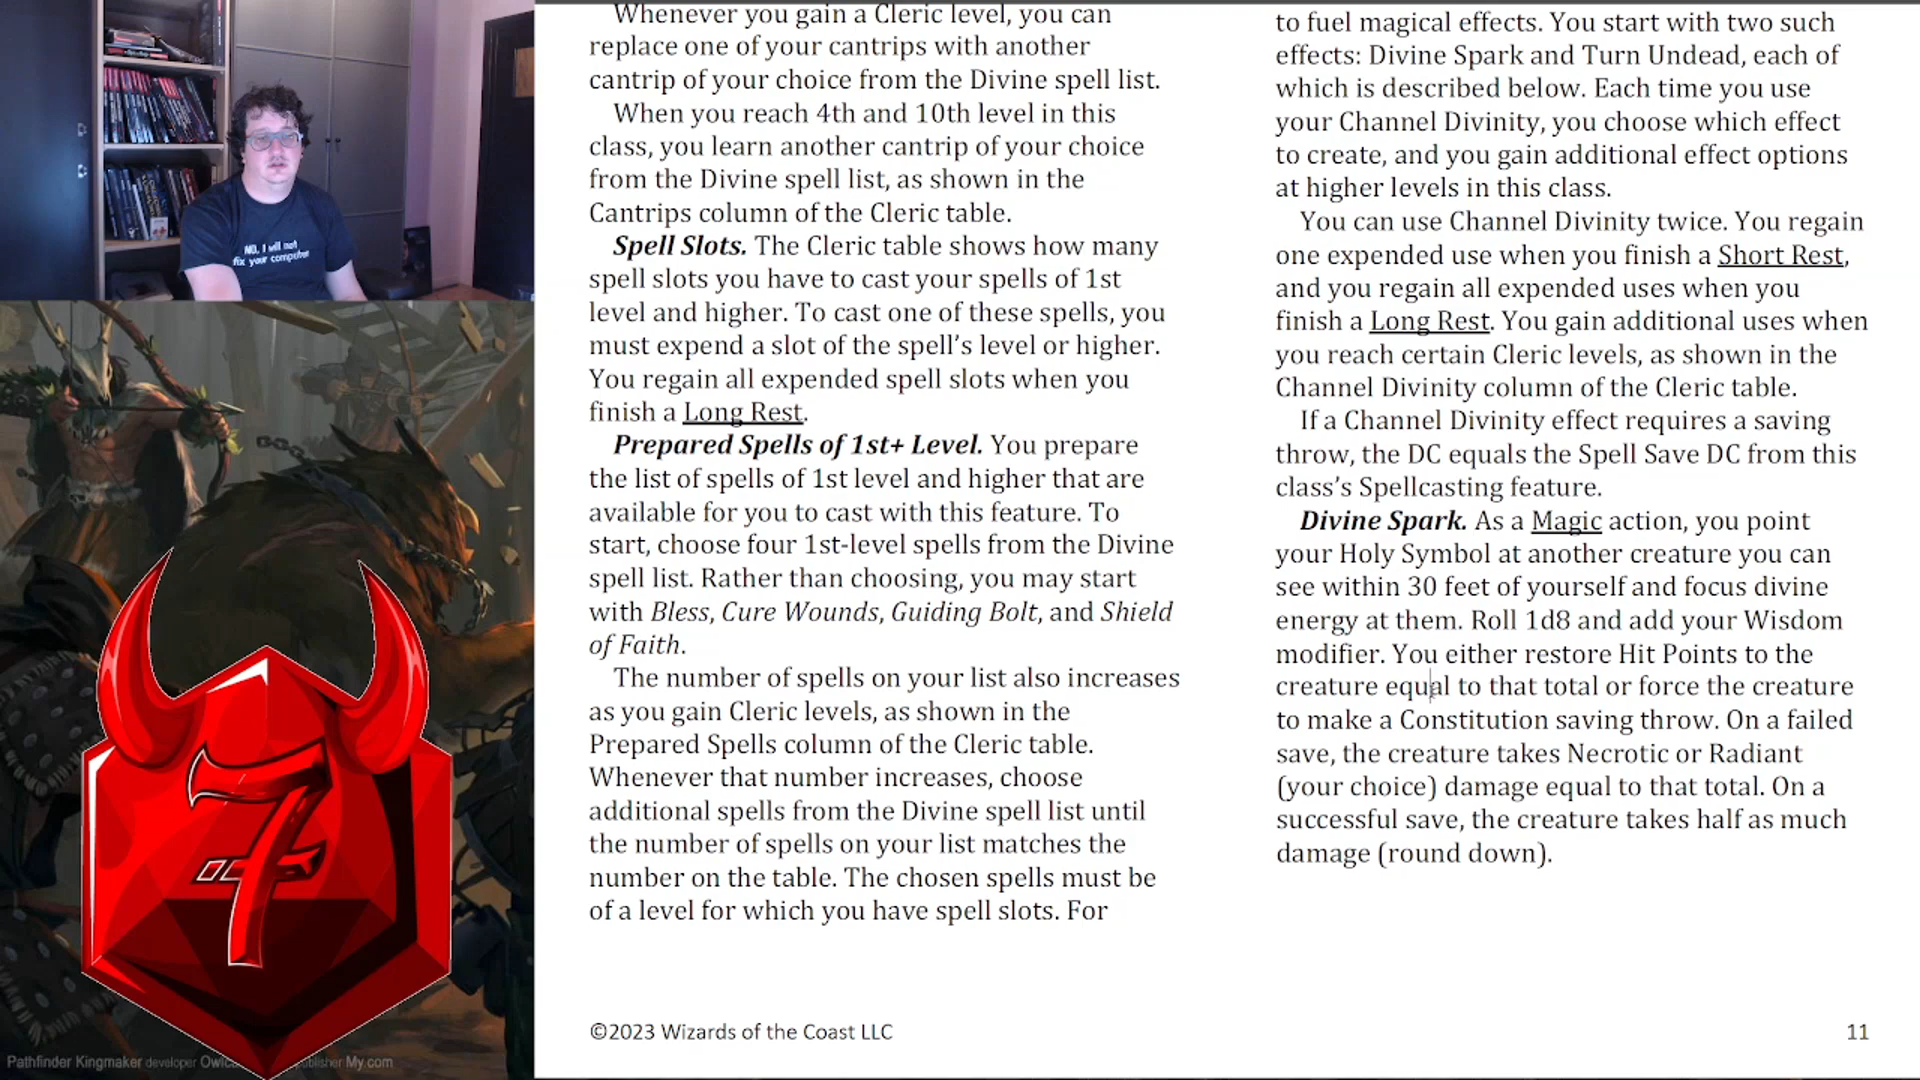 NO, I will not
fix your computer
7
Pathfinder Kingmaker developer Owlc
blisher My.com
Whenever you gain a Cleric level, you can
replace one of your cantrips with another
cantrip of your choice from the Divine spell list.
When you reach 4th and 10th level in this
class, you learn another cantrip of your choice
from the Divine spell list, as shown in the
Cantrips column of the Cleric table.
Spell Slots. The Cleric table shows how many
spell slots you have to cast your spells of 1st
level and higher. To cast one of these spells, you
must expend a slot of the spell’s level or higher.
You regain all expended spell slots when you
finish a Long Rest.
Prepared Spells of 1st+ Level. You prepare
the list of spells of 1st level and higher that are
available for you to cast with this feature. To
start, choose four 1st-level spells from the Divine
spell list. Rather than choosing, you may start
with Bless, Cure Wounds, Guiding Bolt, and Shield
of Faith.
The number of spells on your list also increases
as you gain Cleric levels, as shown in the
Prepared Spells column of the Cleric table.
Whenever that number increases, choose
additional spells from the Divine spell list until
the number of spells on your list matches the
number on the table. The chosen spells must be
of a level for which you have spell slots. For
to fuel magical effects. You start with two such
effects: Divine Spark and Turn Undead, each of
which is described below. Each time you use
your Channel Divinity, you choose which effect
to create, and you gain additional effect options
at higher levels in this class.
You can use Channel Divinity twice. You regain
one expended use when you finish a Short Rest,
and you regain all expended uses when you
finish a Long Rest. You gain additional uses when
you reach certain Cleric levels, as shown in the
Channel Divinity column of the Cleric table.
If a Channel Divinity effect requires a saving
throw, the DC equals the Spell Save DC from this
class’s Spellcasting feature.
Divine Spark. As a Magic action, you point
your Holy Symbol at another creature you can
see within 30 feet of yourself and focus divine
energy at them. Roll 1d8 and add your Wisdom
modifier. You either restore Hit Points to the
creature equal to that total or force the creature
to make a Constitution saving throw. On a failed
save, the creature takes Necrotic or Radiant
(your choice) damage equal to that total. On a
successful save, the creature takes half as much
damage (round down).
©2023 Wizards of the Coast LLC
11